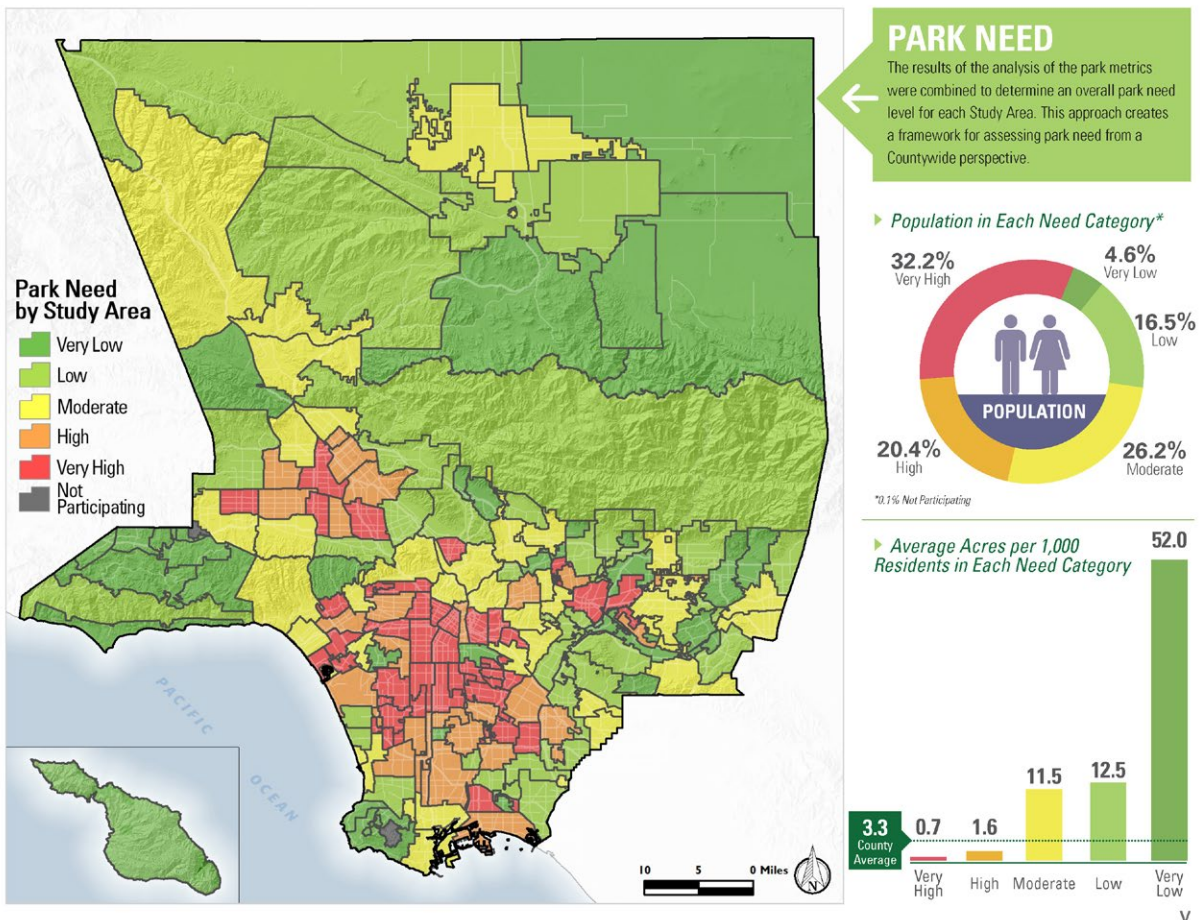 PARK NEED
The results of the analysis of the park metrics
were combined to determine an overall park need
level for each Study Area. This approach creates
a framework for assessing park need from a
Countywide perspective.
Park Need
by Study Area
Very Low
Low
Moderate
High
Very High
Not
Participating
PACIFIC
OCEAN
10 5 0 Miles
N
Population in Each Need Category*
32.2%
Very High
4.6%
Very Low
16.5%
Low
POPULATION
20.4%
High
26.2%
Moderate
*0.1% Not Participating
Average Acres per 1,000
Residents in Each Need Category
52.0
11.5
12.5
3.3
County
Average
0.7
1.6
Very
High
High
Moderate
Low
Very
Low